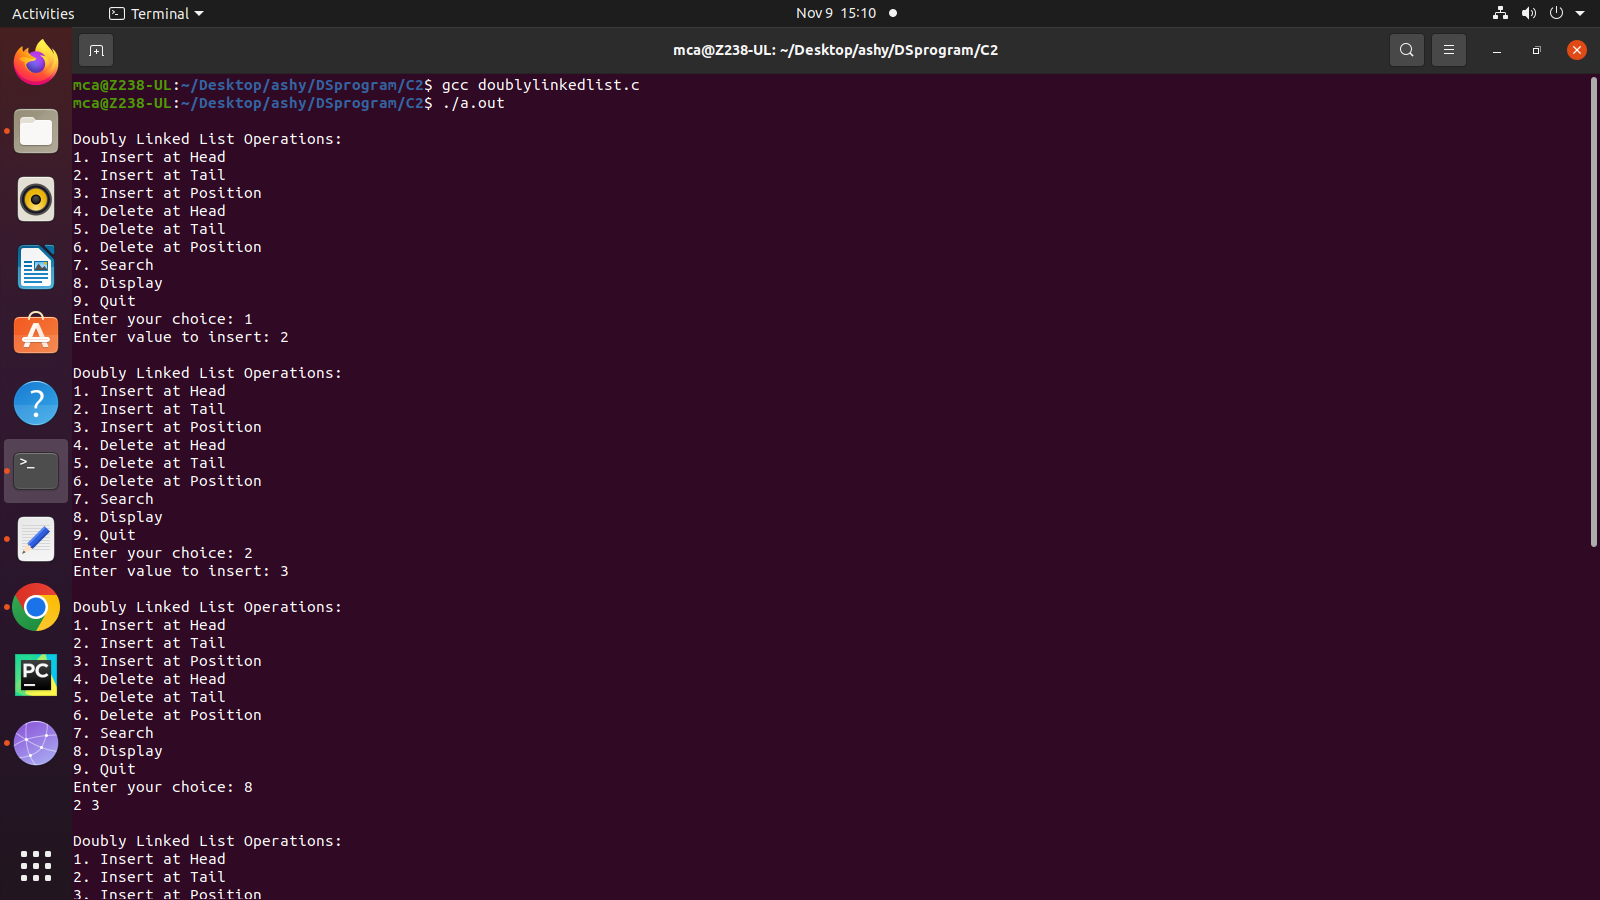 Activities
Terminal
Nov 9 15:10
mca@Z238-UL: ~/Desktop/ashy/DSprogram/C2
mca@Z238-UL:~/Desktop/ashy/DSprogram/C2$ gcc doublylinkedlist.c
mca@Z238-UL:~/Desktop/ashy/DSprogram/C2$ ./a.out
Doubly Linked List Operations:
1. Insert at Head
2. Insert at Tail
3. Insert at Position
4. Delete at Head
5. Delete at Tail
6. Delete at Position
7. Search
8. Display
9. Quit
Enter your choice: 1
Enter value to insert: 2
Doubly Linked List Operations:
1. Insert at Head
2. Insert at Tail
3. Insert at Position
4. Delete at Head
5. Delete at Tail
6. Delete at Position
7. Search
8. Display
9. Quit
Enter your choice: 2
Enter value to insert: 3
Doubly Linked List Operations:
1. Insert at Head
2. Insert at Tail
3. Insert at Position
4. Delete at Head
5. Delete at Tail
6. Delete at Position
7. Search
8. Display
9. Quit
Enter your choice: 8
2 3
Doubly Linked List Operations:
1. Insert at Head
2. Insert at Tail
3. Insert at Position
PC